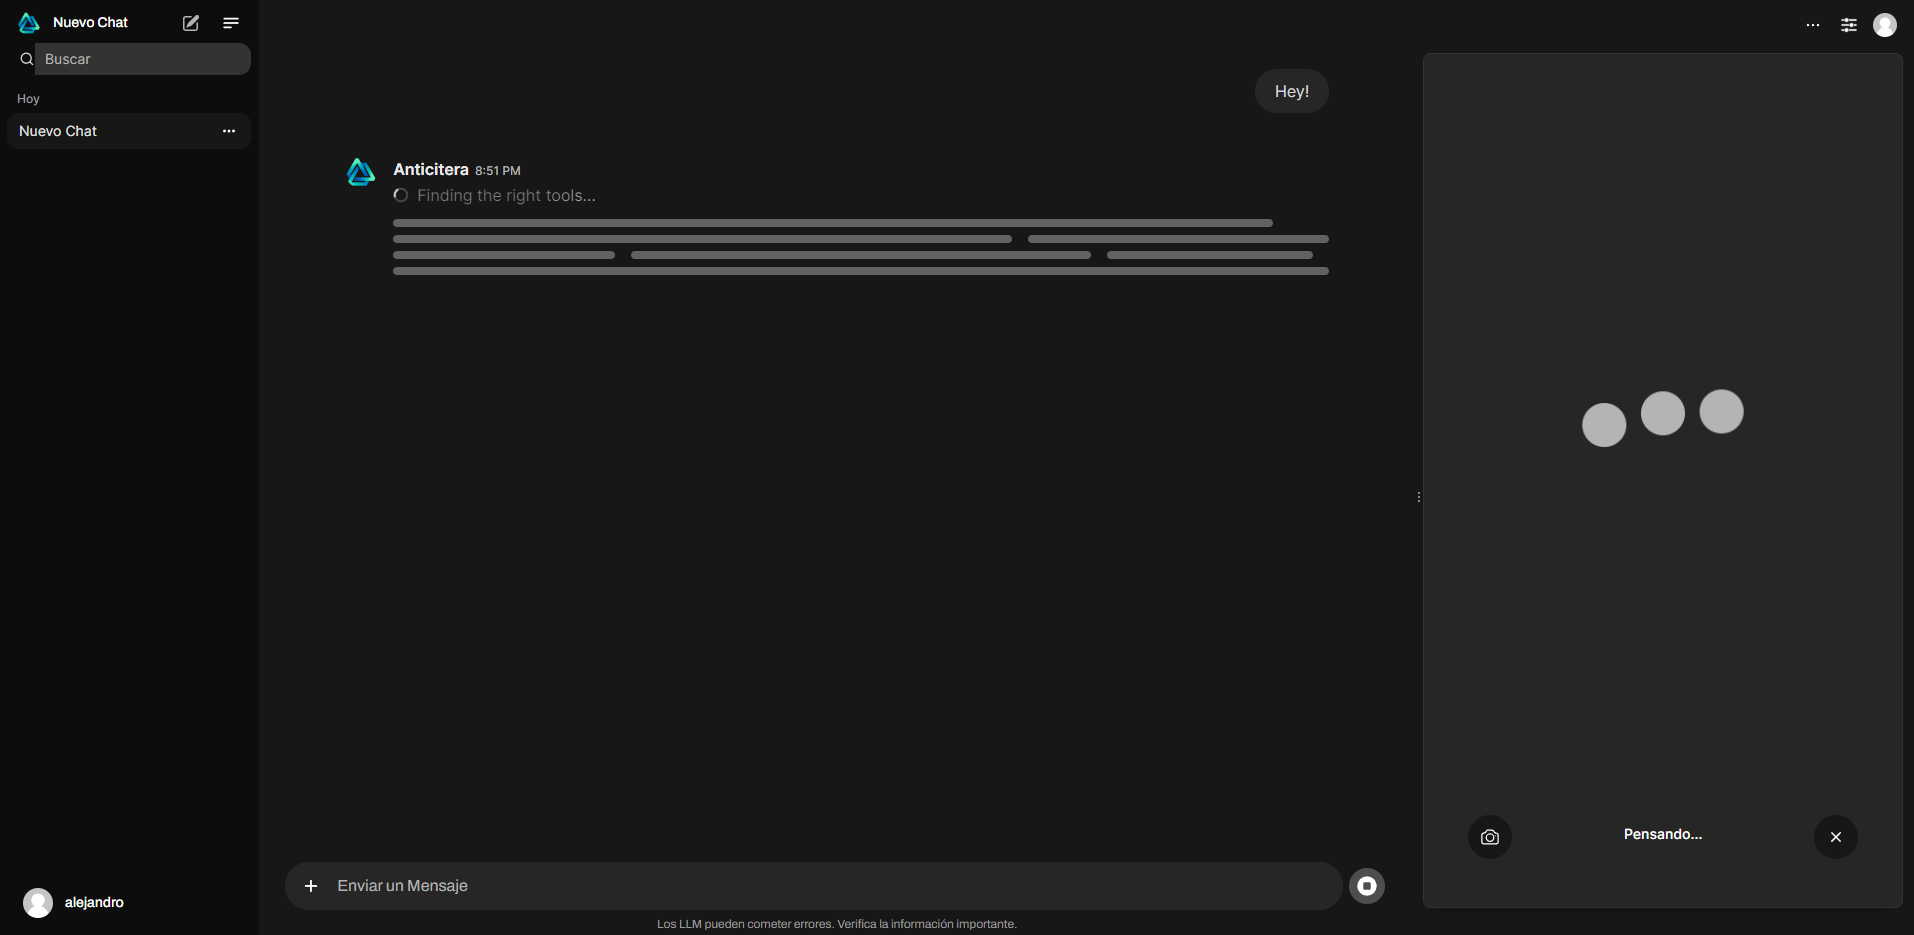 Nuevo Chat
Buscar
Hoy
Nuevo Chat
alejandro
Hey!
Anticitera 8:51 PM
Finding the right tools...
Enviar un Mensaje
Los LLM pueden cometer errores. Verifica la información importante.
Pensando...